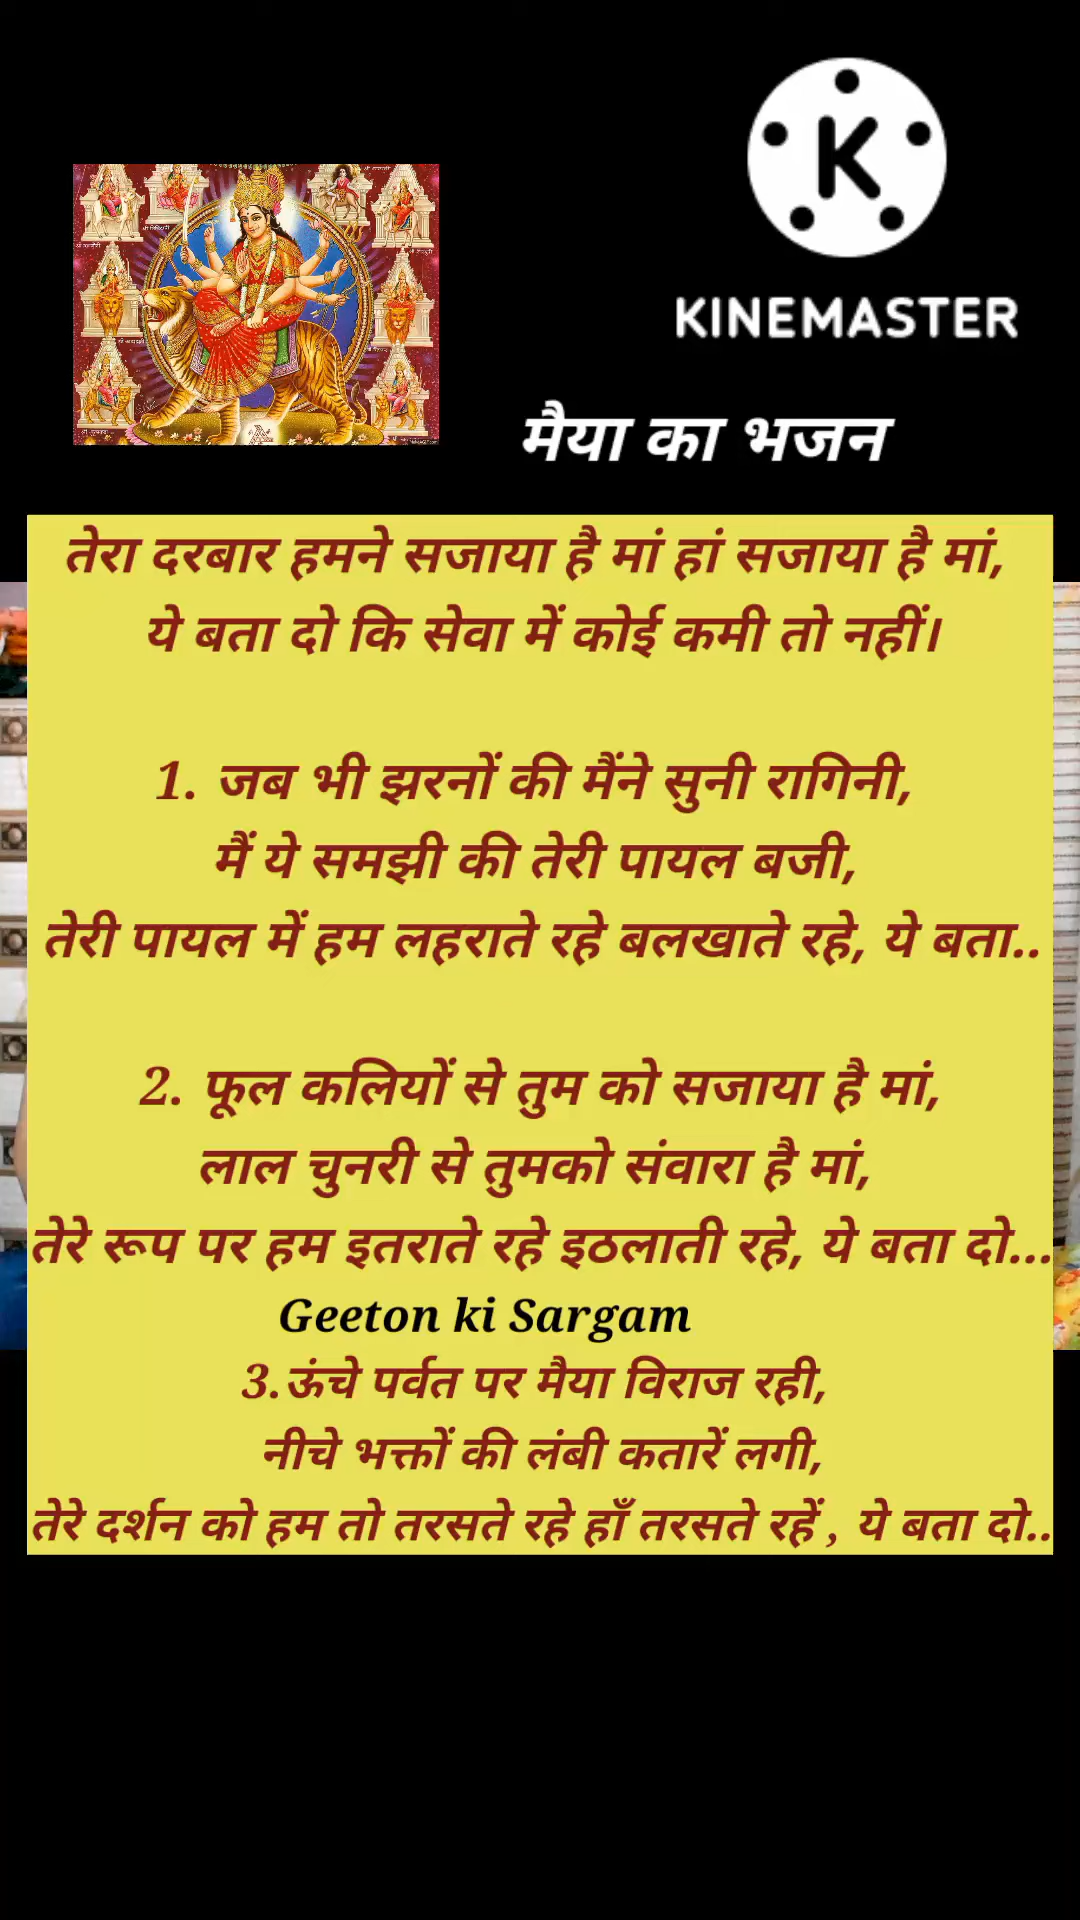 KINEMASTER
मैया का भजन
तेरा दरबार हमने सजाया है मां हां सजाया है मां,
ये बता दो कि सेवा में कोई कमी तो नहीं।
1. जब भी झरनों की मैंने सुनी रागिनी,
मैं ये समझी की तेरी पायल बजी,
तेरी पायल में हम लहराते रहे बलखाते रहे, ये बता..
2. फूल कलियों से तुम को सजाया है मां,
लाल चुनरी से तुमको संवारा है मां,
तेरे रूप पर हम इतराते रहे इठलाती रहे, ये बता दो...
Geeton ki Sargam
3.ऊंचे पर्वत पर मैया विराज रही,
नीचे भक्तों की लंबी कतारें लगी,
तेरे दर्शन को हम तो तरसते रहे हाँ तरसते रहें , ये बता दो..